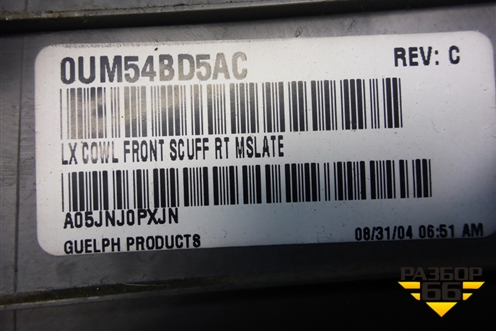 0UM54BD5AC
REV: C
LX COWL FRONT SCUFF RT MSLATE
A05JNJ0PXJN
GUELPH PRODUCTS
08/31/04 06:51 AM
РАЗБОР
66